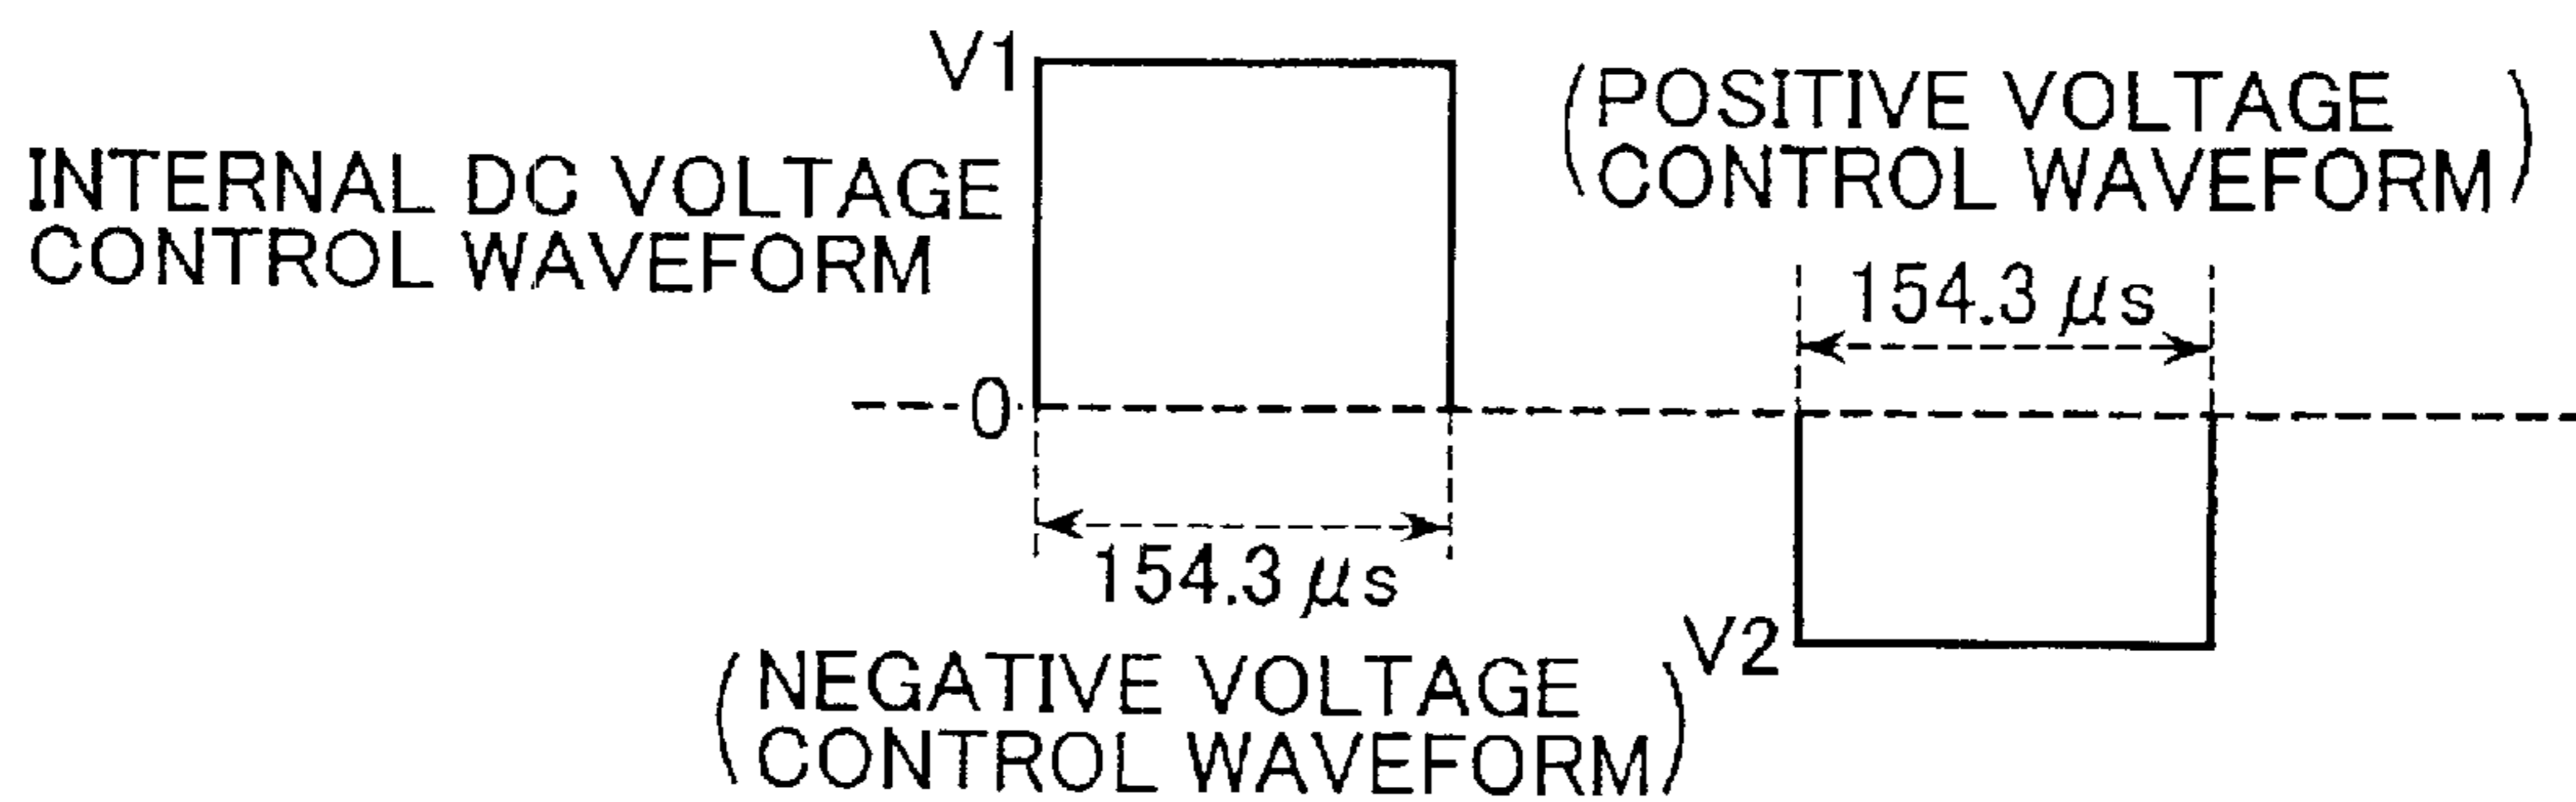 V1
INTERNAL DC VOLTAGE
CONTROL WAVEFORM
(POSITIVE VOLTAGE
CONTROL WAVEFORM)
154.3 μs
0
154.3 μs
V2
(NEGATIVE VOLTAGE
CONTROL WAVEFORM)